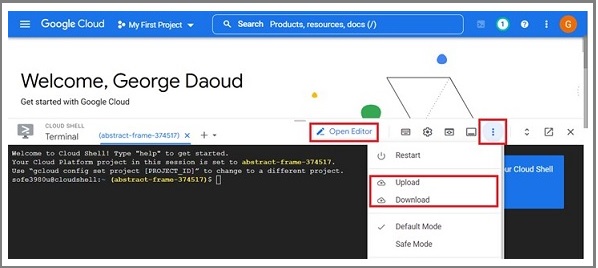 Google Cloud
My First Project
Search Products, resources, docs (/)
1
G
Welcome, George Daoud
Get started with Google Cloud
CLOUD SHELL
Terminal
(abstract-frame-374517)
Open Editor
Welcome to Cloud Shell! Type "help" to get started.
Your Cloud Platform project in this session is set to abstract-frame-374517.
Use "gcloud config set project [PROJECT_ID]" to change to a different project.
sofe3980u@cloudshell:~ (abstract-frame-374517)$
Restart
Upload
Download
Default Mode
Safe Mode
ur Cloud Shell